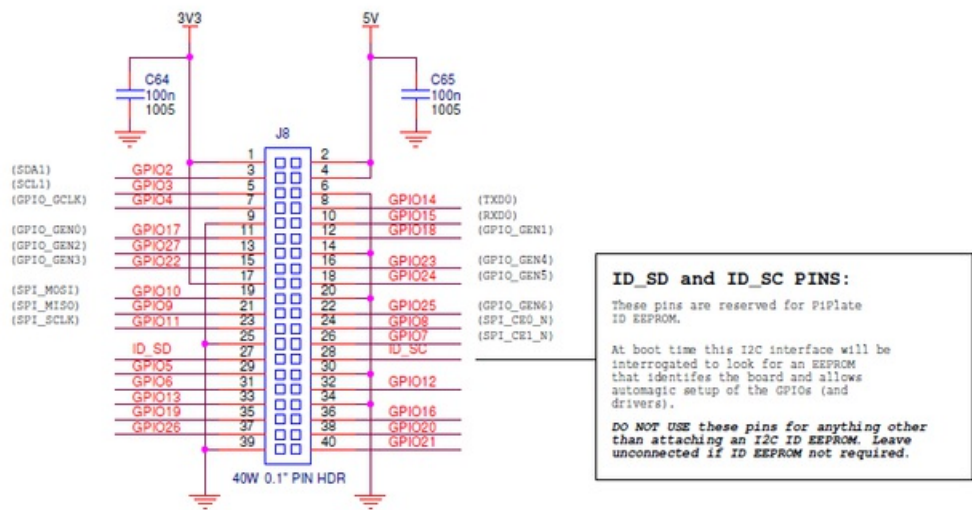 3V3
5V
C64
100n
1005
C65
100n
1005
J8
1 2
(SDA1) GPIO2 3 4
(SCL1) GPIO3 5 6
(GPIO_GCLK) GPIO4 7 8 GPIO14 (TXD0)
9 10 GPIO15 (RXD0)
(GPIO_GEN0) GPIO17 11 12 GPIO18 (GPIO_GEN1)
(GPIO_GEN2) GPIO27 13 14
(GPIO_GEN3) GPIO22 15 16 GPIO23 (GPIO_GEN4)
17 18 GPIO24 (GPIO_GEN5)
(SPI_MOSI) GPIO10 19 20
(SPI_MISO) GPIO9 21 22 GPIO25 (GPIO_GEN6)
(SPI_SCLK) GPIO11 23 24 GPIO8 (SPI_CE0_N)
25 26 GPIO7 (SPI_CE1_N)
ID_SD 27 28 ID_SC
GPIO5 29 30
GPIO6 31 32 GPIO12
GPIO13 33 34
GPIO19 35 36 GPIO16
GPIO26 37 38 GPIO20
39 40 GPIO21
40W 0.1" PIN HDR
ID_SD and ID_SC PINS:
These pins are reserved for PiPlate
ID EEPROM.
At boot time this I2C interface will be
interrogated to look for an EEPROM
that identifes the board and allows
automagic setup of the GPIOs (and
drivers).
DO NOT USE these pins for anything other
than attaching an I2C ID EEPROM. Leave
unconnected if ID EEPROM not required.